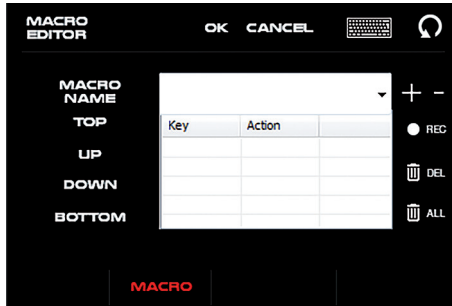 MACRO
EDITOR
OK CANCEL
MACRO
NAME
TOP
UP
DOWN
BOTTOM
Key Action
REC
DEL
ALL
MACRO